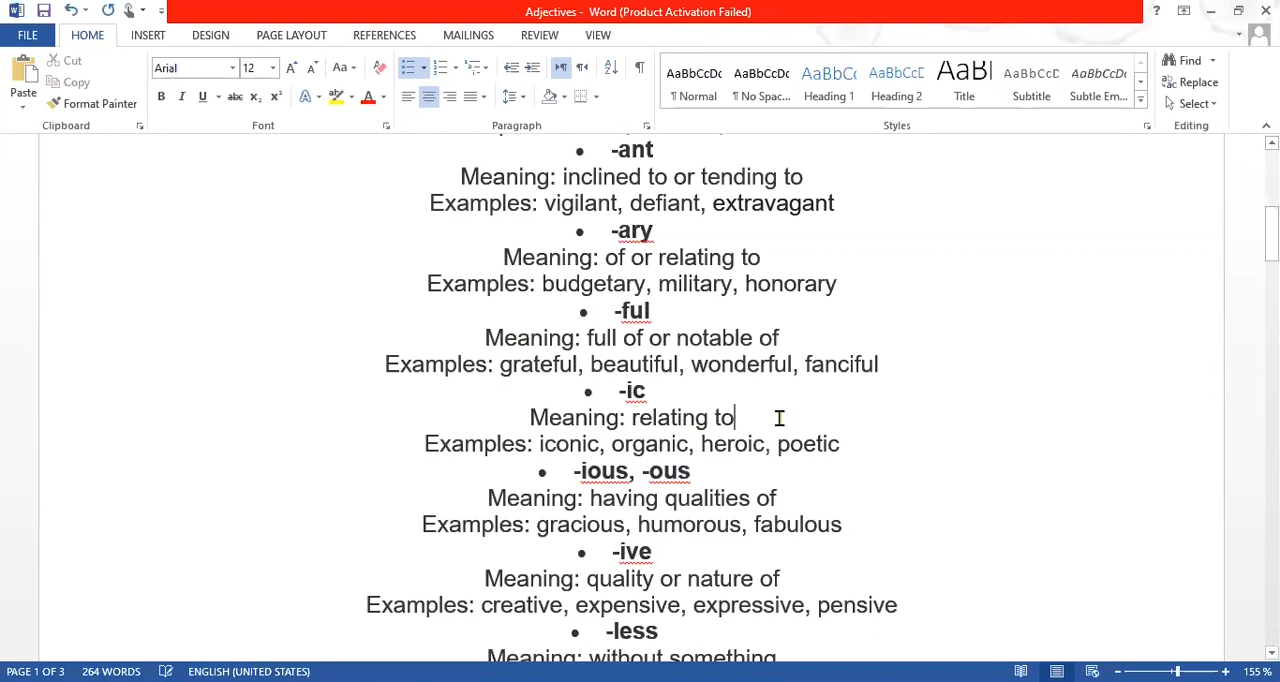 Adjectives - Word (Product Activation Failed)
FILE HOME INSERT DESIGN PAGE LAYOUT REFERENCES MAILINGS REVIEW VIEW
Paste
Cut
Copy
Format Painter
Clipboard
Arial 12
Font
Paragraph
AaBbCcDc AaBbCcDc AaBbCc AaBbCcE AaBl AaBbCcD AaBbCcDc
¶ Normal ¶ No Spac... Heading 1 Heading 2 Title Subtitle Subtle Em...
Styles
Find
Replace
Select
Editing
• -ant
Meaning: inclined to or tending to
Examples: vigilant, defiant, extravagant
• -ary
Meaning: of or relating to
Examples: budgetary, military, honorary
• -ful
Meaning: full of or notable of
Examples: grateful, beautiful, wonderful, fanciful
• -ic
Meaning: relating to
Examples: iconic, organic, heroic, poetic
• -ious, -ous
Meaning: having qualities of
Examples: gracious, humorous, fabulous
• -ive
Meaning: quality or nature of
Examples: creative, expensive, expressive, pensive
• -less
Meaning: without something
PAGE 1 OF 3 264 WORDS ENGLISH (UNITED STATES) 155 %